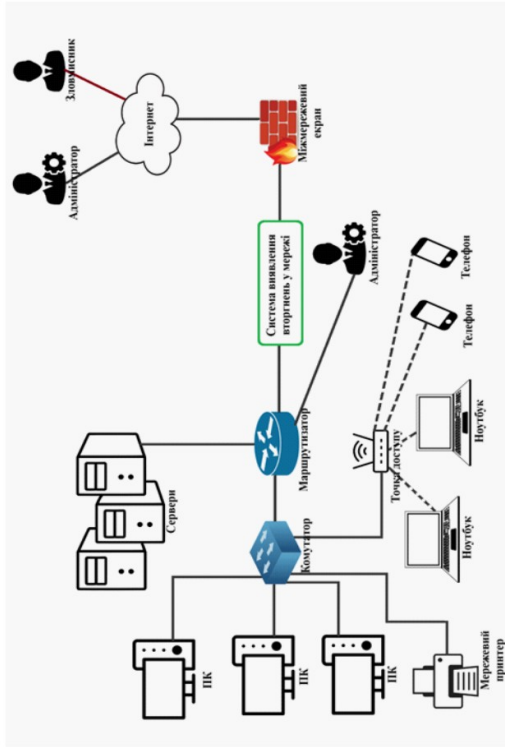 Адміністратор
Зловмисник
Інтернет
Сервери
ПК
Система виявлення
вторгнень у мережі
ПК
Комутатор
Маршрутизатор
Міжмережевий
екран
Адміністратор
ПК
Точка доступу
Мережевий
принтер
Ноутбук
Ноутбук
Телефон
Телефон